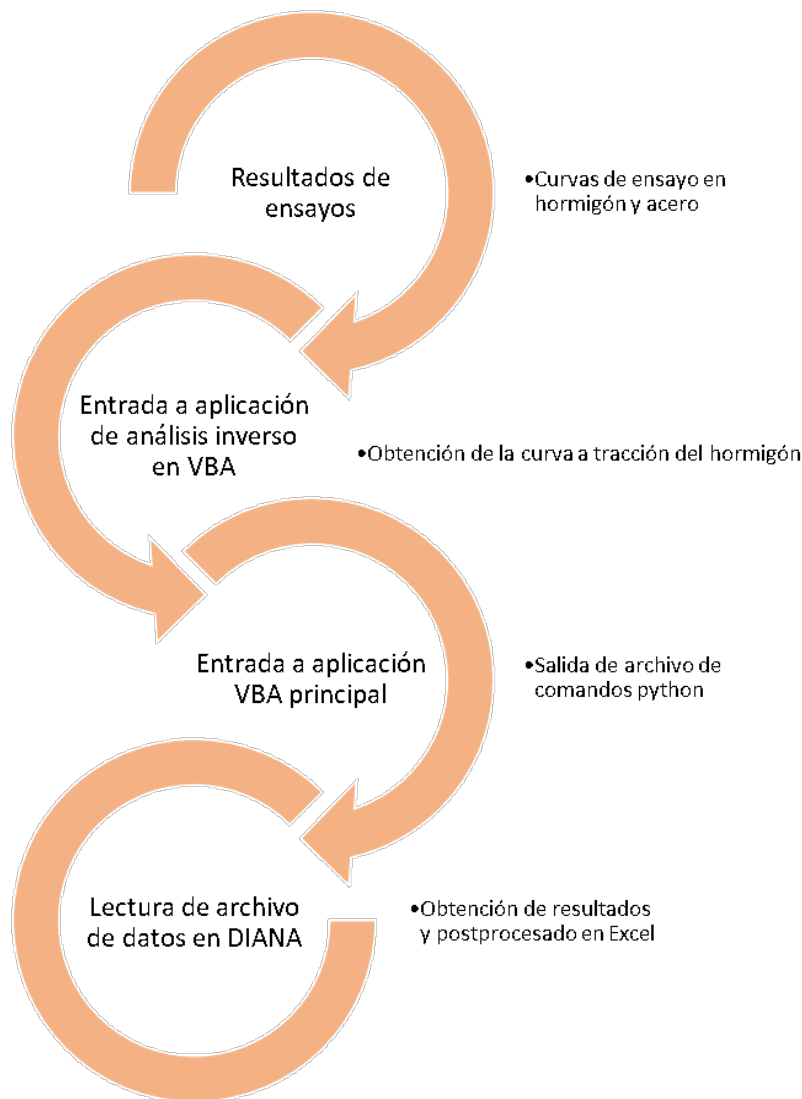 Resultados de
ensayos
•Curvas de ensayo en
hormigón y acero
Entrada a aplicación
de análisis inverso
en VBA
•Obtención de la curva a tracción del hormigón
Entrada a aplicación
VBA principal
•Salida de archivo de
comandos python
Lectura de archivo
de datos en DIANA
•Obtención de resultados
y postprocesado en Excel